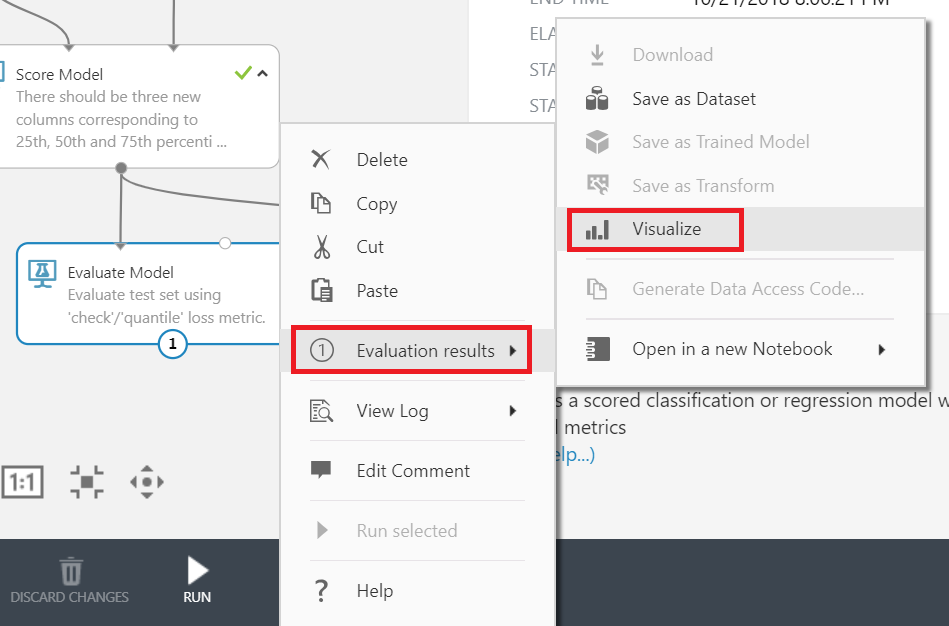 END TIME
10/21/2018 8:06:21 PM
ELA
STA
STA
Score Model
There should be three new
columns corresponding to
25th, 50th and 75th percenti ...
Evaluate Model
Evaluate test set using
'check'/'quantile' loss metric.
1
1:1
DISCARD CHANGES
RUN
Delete
Copy
Cut
Paste
1 Evaluation results
View Log
Edit Comment
Run selected
? Help
Download
Save as Dataset
Save as Trained Model
Save as Transform
Visualize
Generate Data Access Code...
Open in a new Notebook
s a scored classification or regression model w
l metrics
elp...)